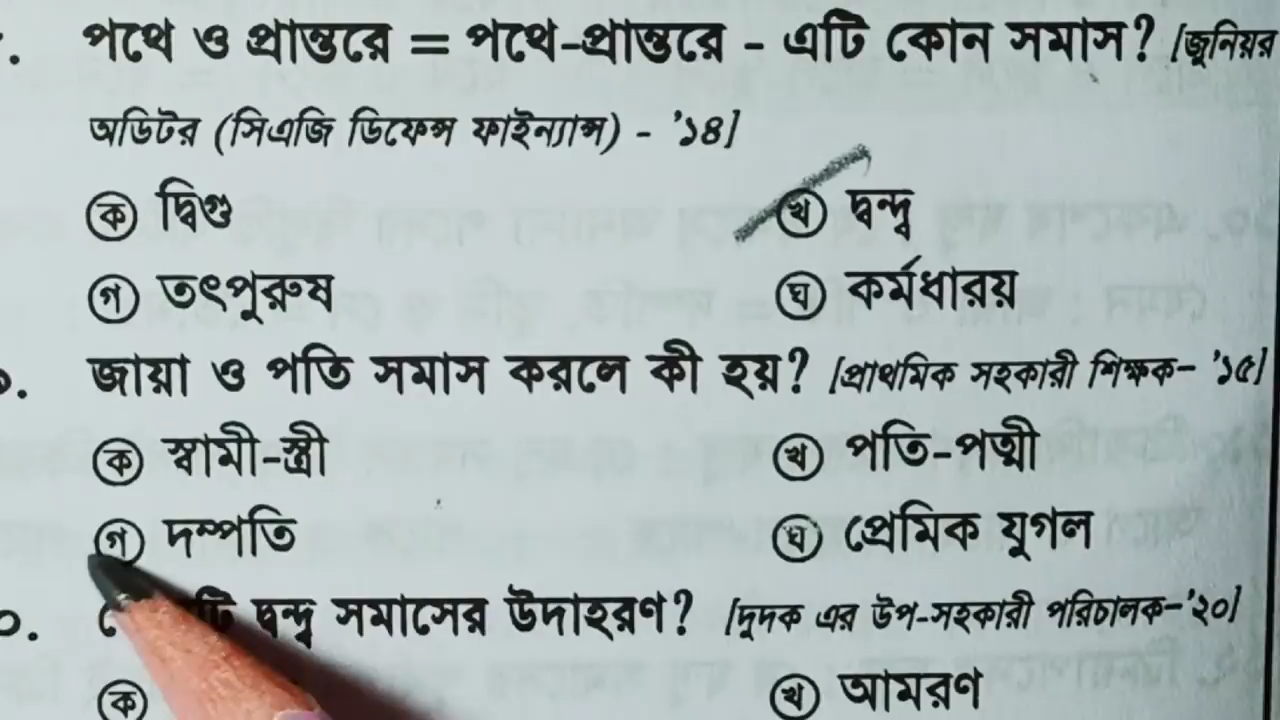 পথে ও প্রান্তরে = পথে-প্রান্তরে - এটি কোন সমাস? [জুনিয়র
অডিটর (সিএজি ডিফেন্স ফাইন্যান্স) - '১৪]
ক দ্বিগু খ দ্বন্দ্ব
গ তৎপুরুষ ঘ কর্মধারয়
জায়া ও পতি সমাস করলে কী হয়? [প্রাথমিক সহকারী শিক্ষক- '১৫]
ক স্বামী-স্ত্রী খ পতি-পত্মী
গ দম্পতি ঘ প্রেমিক যুগল
দ্বন্দ্ব সমাসের উদাহরণ? [দুদক এর উপ-সহকারী পরিচালক-'২০]
ক খ আমরণ